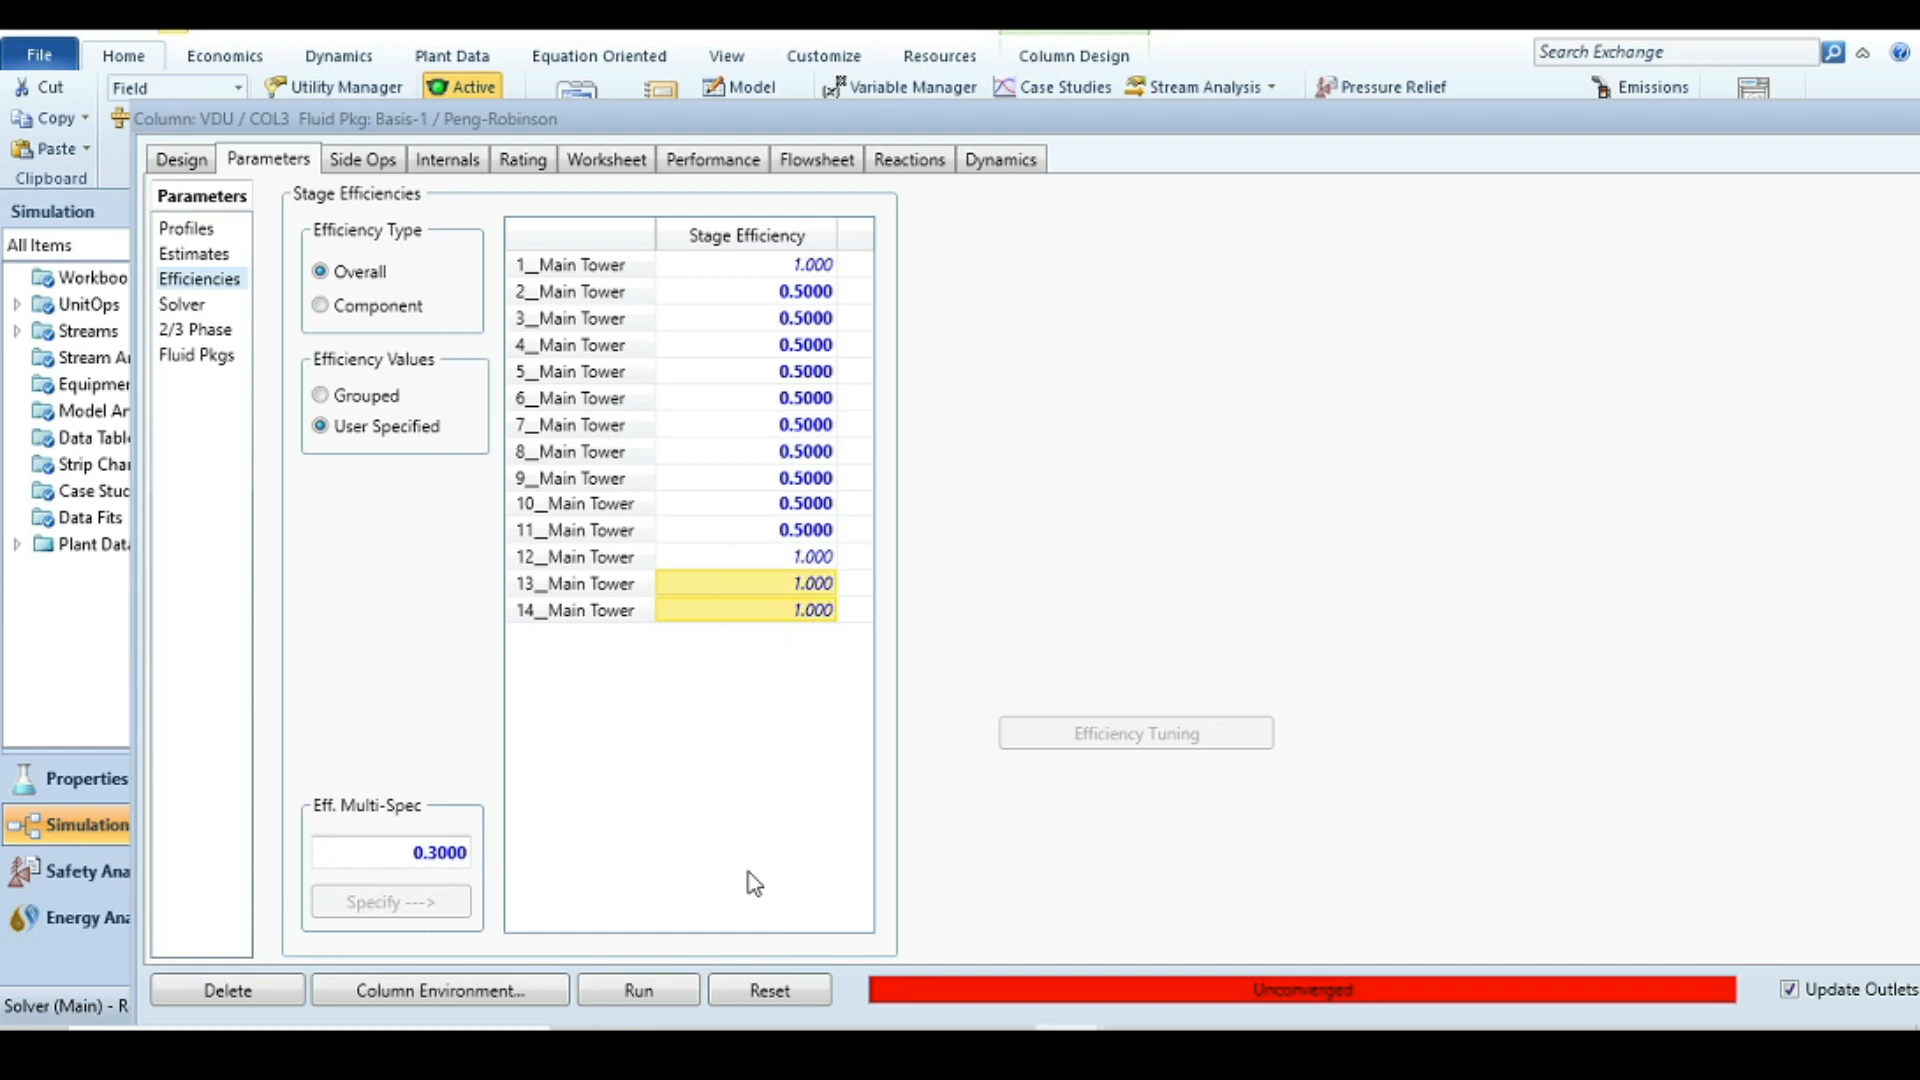 File Home Economics Dynamics Plant Data Equation Oriented View Customize Resources Column Design Search Exchange
Cut Field Utility Manager Active Model Variable Manager Case Studies Stream Analysis Pressure Relief Emissions
Copy Column: VDU / COL3 Fluid Pkg: Basis-1 / Peng-Robinson
Paste
Clipboard
Design Parameters Side Ops Internals Rating Worksheet Performance Flowsheet Reactions Dynamics
Simulation
All Items
Workboo
UnitOps
Streams
Stream An
Equipmen
Model An
Data Table
Strip Char
Case Stud
Data Fits
Plant Data
Properties
Simulation
Safety Ana
Energy Ana
Solver (Main) - R
Parameters
Profiles
Estimates
Efficiencies
Solver
2/3 Phase
Fluid Pkgs
Stage Efficiencies
Efficiency Type
Overall
Component
Efficiency Values
Grouped
User Specified
Eff. Multi-Spec
0.3000
Specify --->
Stage Efficiency
1__Main Tower 1.000
2__Main Tower 0.5000
3__Main Tower 0.5000
4__Main Tower 0.5000
5__Main Tower 0.5000
6__Main Tower 0.5000
7__Main Tower 0.5000
8__Main Tower 0.5000
9__Main Tower 0.5000
10__Main Tower 0.5000
11__Main Tower 0.5000
12__Main Tower 1.000
13__Main Tower 1.000
14__Main Tower 1.000
Efficiency Tuning
Delete Column Environment... Run Reset Unconverged Update Outlets